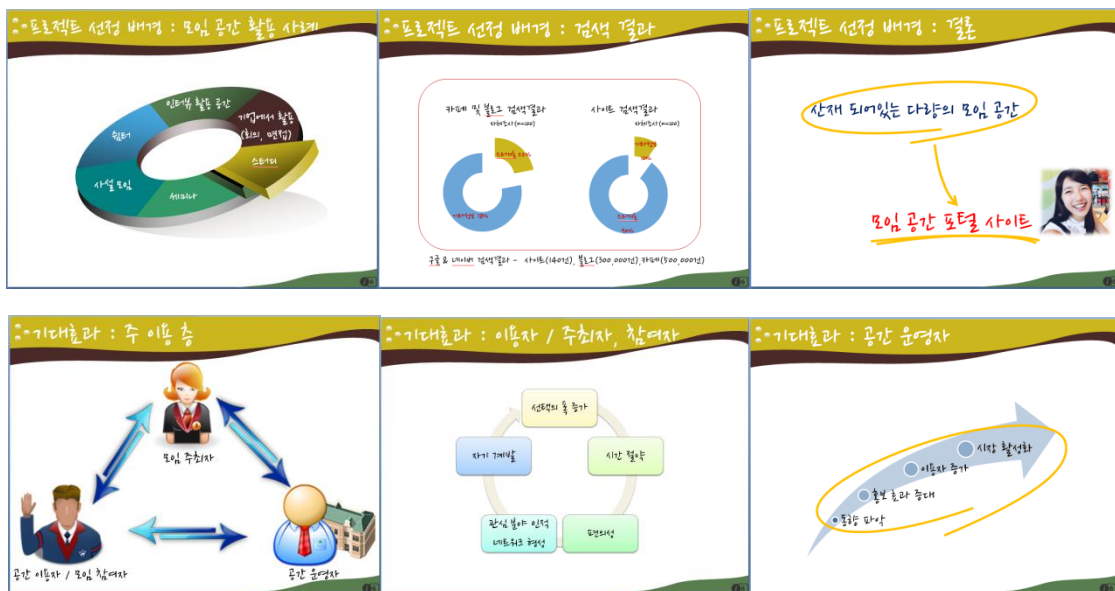 프로젝트 선정 배경 : 모임 공간 활용 사례
인터뷰 활용 공간
기업에서 활용
(회의, 면접)
스터디
세미나
사설 모임
쉼터
프로젝트 선정 배경 : 검색 결과
카페 및 블로그 검색결과
자체조사(n=100)
사이트 검색결과
자체조사(n=100)
구글 & 네이버 검색결과 - 사이트(140건), 블로그(300,000건), 카페(500,000건)
프로젝트 선정 배경 : 결론
산재 되어있는 다량의 모임 공간
모임 공간 포털 사이트
기대효과 : 주 이용 층
모임 주최자
공간 이용자 / 모임 참여자
공간 운영자
기대효과 : 이용자 / 주최자, 참여자
선택의 폭 증가
시간 절약
편의성
관심 분야 인적
네트워크 형성
자기 계발
기대효과 : 공간 운영자
시장 활성화
이용자 증가
홍보 효과 증대
동향 파악